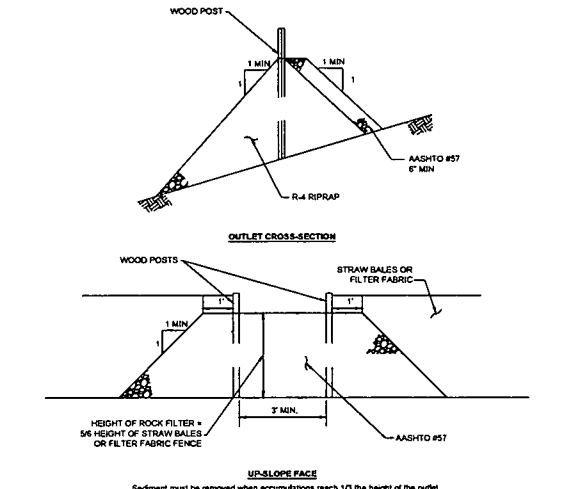 WOOD POST
1 MIN
1
1 MIN
1
AASHTO #57
6" MIN
R-4 RIPRAP
OUTLET CROSS-SECTION
WOOD POSTS
STRAW BALES OR
FILTER FABRIC
1'
1'
1 MIN
1
3' MIN.
HEIGHT OF ROCK FILTER =
5/6 HEIGHT OF STRAW BALES
OR FILTER FABRIC FENCE
AASHTO #57
UP-SLOPE FACE
Sediment must be removed when accumulations reach 1/3 the height of the outlet.